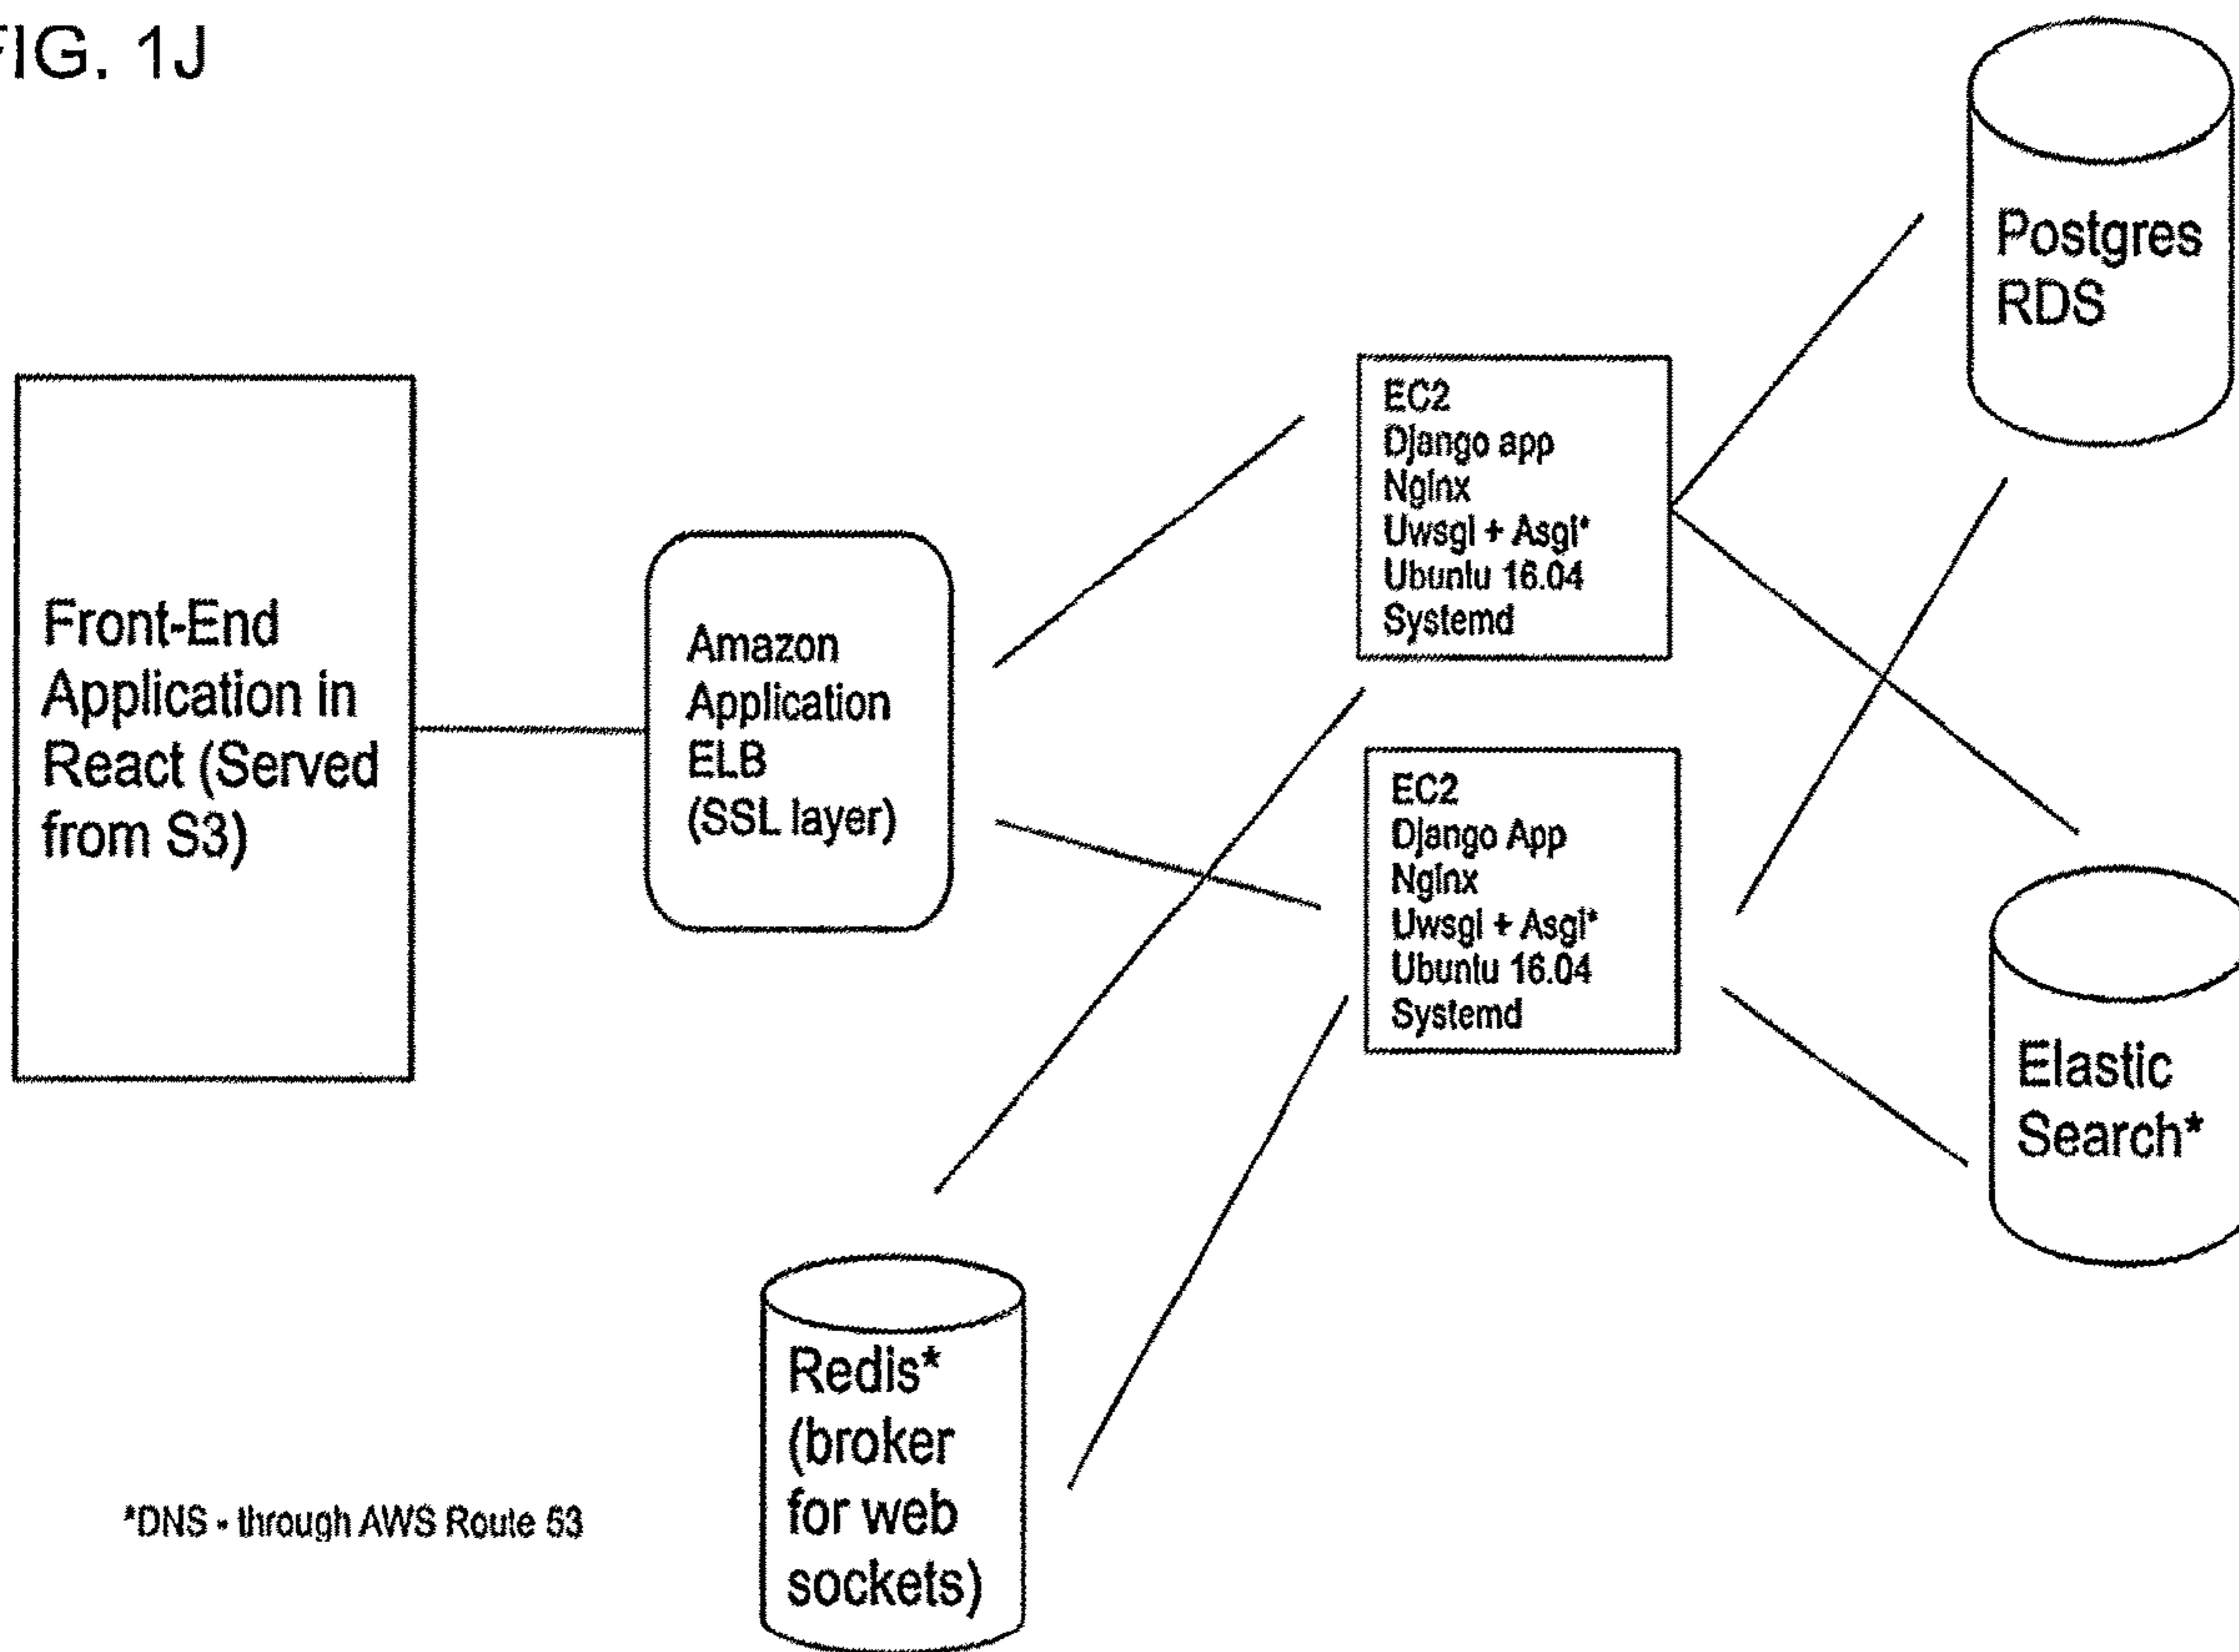 FIG. 1J
Postgres
RDS
EC2
Django app
Nginx
Uwsgi + Asgi*
Ubuntu 16.04
Systemd
Front-End
Application in
React (Served
from S3)
Amazon
Application
ELB
(SSL layer)
EC2
Django App
Nginx
Uwsgi + Asgi*
Ubuntu 16.04
Systemd
Elastic
Search*
Redis*
(broker
for web
sockets)
*DNS - through AWS Route 53